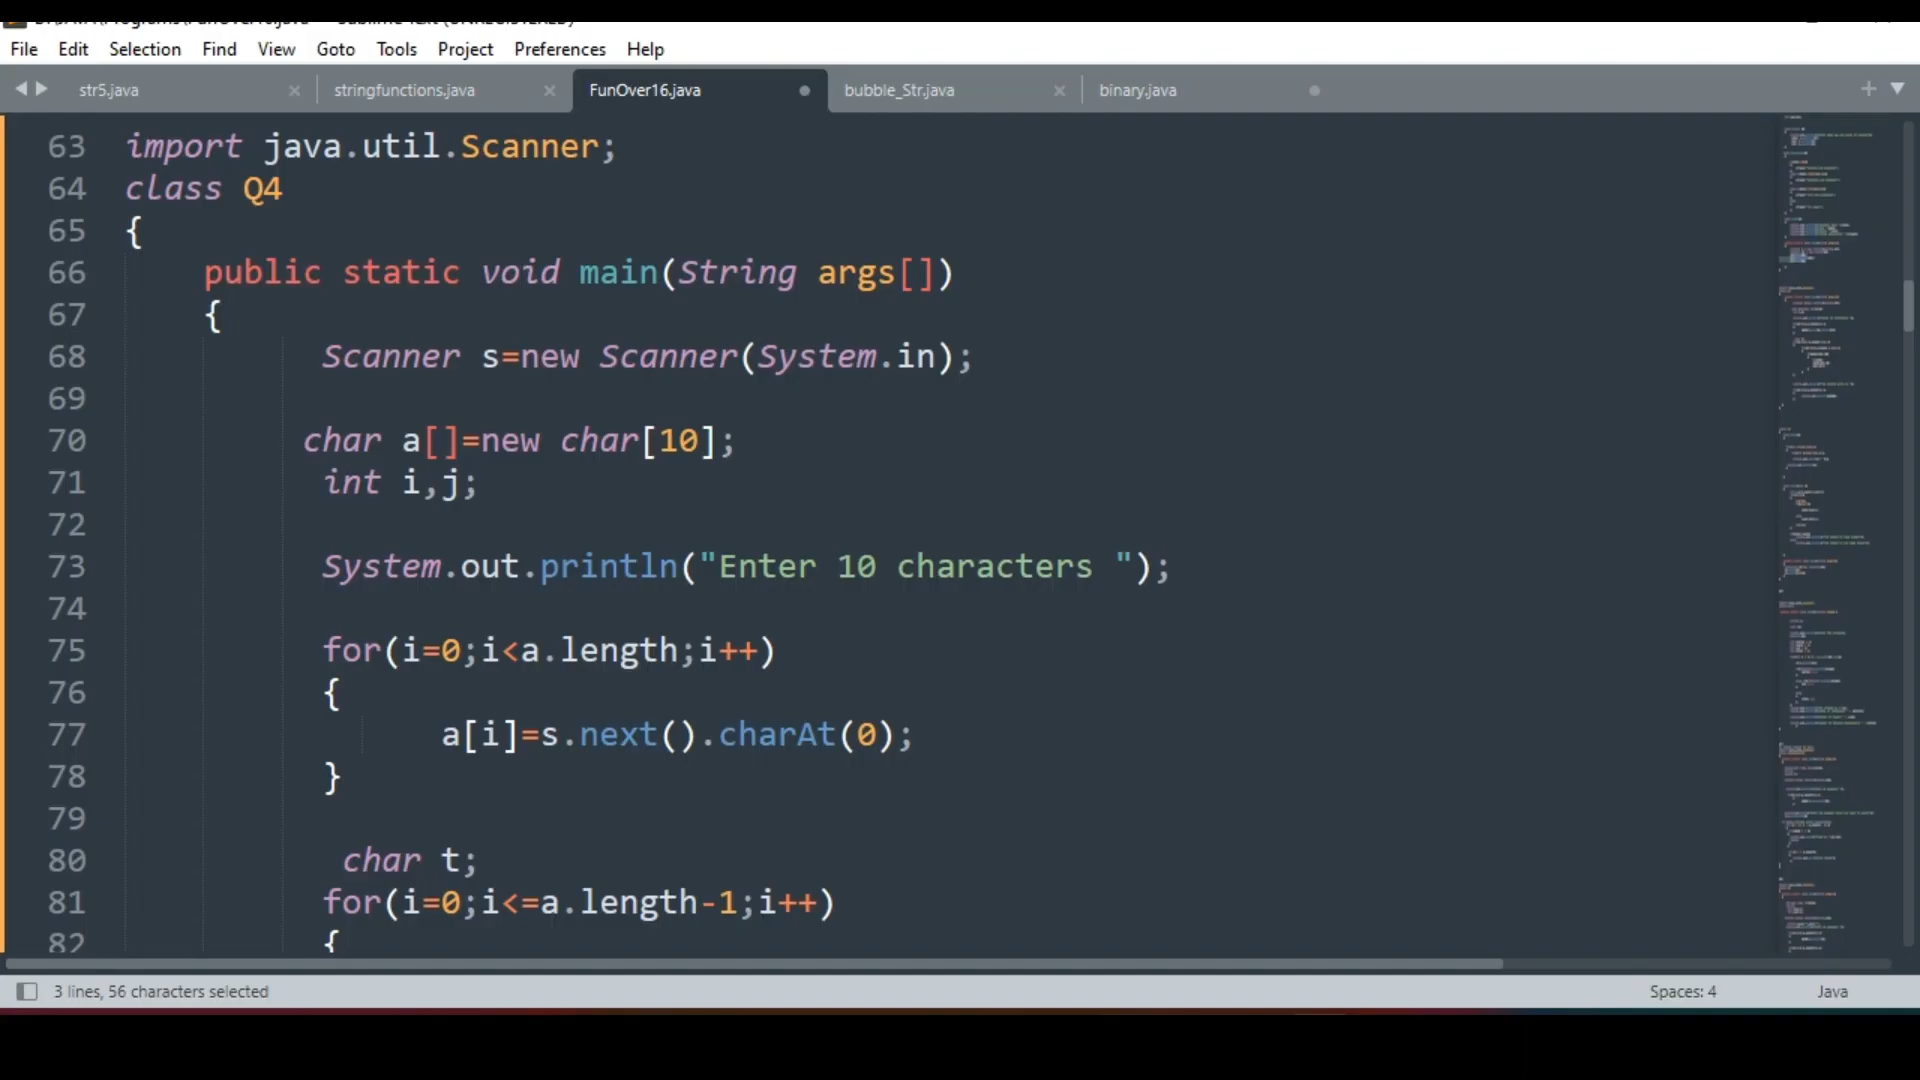 File Edit Selection Find View Goto Tools Project Preferences Help
str5.java stringfunctions.java FunOver16.java bubble_Str.java binary.java
63 import java.util.Scanner;
64 class Q4
65 {
66 public static void main(String args[])
67 {
68 Scanner s=new Scanner(System.in);
69
70 char a[]=new char[10];
71 int i,j;
72
73 System.out.println("Enter 10 characters ");
74
75 for(i=0;i<a.length;i++)
76 {
77 a[i]=s.next().charAt(0);
78 }
79
80 char t;
81 for(i=0;i<=a.length-1;i++)
82 {
3 lines, 56 characters selected Spaces: 4 Java